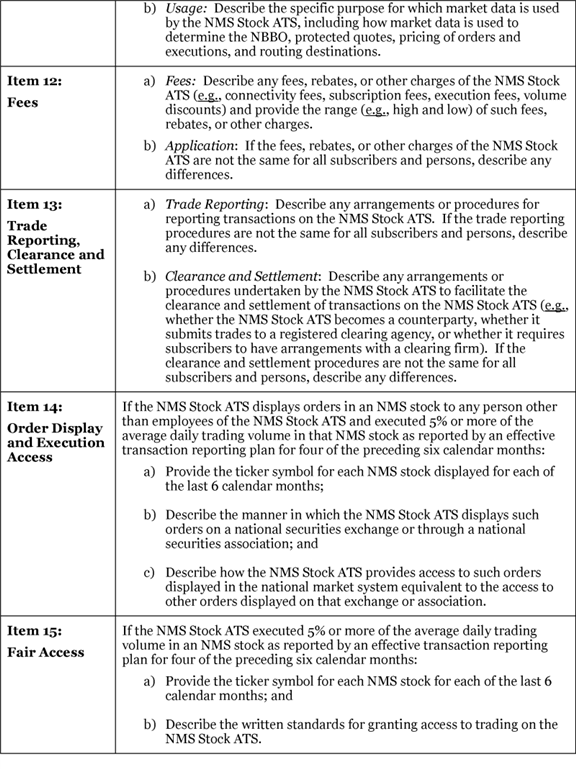 b) Usage: Describe the specific purpose for which market data is used
by the NMS Stock ATS, including how market data is used to
determine the NBBO, protected quotes, pricing of orders and
executions, and routing destinations.
Item 12:
Fees
a) Fees: Describe any fees, rebates, or other charges of the NMS Stock
ATS (e.g., connectivity fees, subscription fees, execution fees, volume
discounts) and provide the range (e.g., high and low) of such fees,
rebates, or other charges.
b) Application: If the fees, rebates, or other charges of the NMS Stock
ATS are not the same for all subscribers and persons, describe any
differences.
Item 13:
Trade
Reporting,
Clearance and
Settlement
a) Trade Reporting: Describe any arrangements or procedures for
reporting transactions on the NMS Stock ATS. If the trade reporting
procedures are not the same for all subscribers and persons, describe
any differences.
b) Clearance and Settlement: Describe any arrangements or
procedures undertaken by the NMS Stock ATS to facilitate the
clearance and settlement of transactions on the NMS Stock ATS (e.g.,
whether the NMS Stock ATS becomes a counterparty, whether it
submits trades to a registered clearing agency, or whether it requires
subscribers to have arrangements with a clearing firm). If the
clearance and settlement procedures are not the same for all
subscribers and persons, describe any differences.
Item 14:
Order Display
and Execution
Access
If the NMS Stock ATS displays orders in an NMS stock to any person other
than employees of the NMS Stock ATS and executed 5% or more of the
average daily trading volume in that NMS stock as reported by an effective
transaction reporting plan for four of the preceding six calendar months:
a) Provide the ticker symbol for each NMS stock displayed for each of
the last 6 calendar months;
b) Describe the manner in which the NMS Stock ATS displays such
orders on a national securities exchange or through a national
securities association; and
c) Describe how the NMS Stock ATS provides access to such orders
displayed in the national market system equivalent to the access to
other orders displayed on that exchange or association.
Item 15:
Fair Access
If the NMS Stock ATS executed 5% or more of the average daily trading
volume in an NMS stock as reported by an effective transaction reporting
plan for four of the preceding six calendar months:
a) Provide the ticker symbol for each NMS stock for each of the last 6
calendar months; and
b) Describe the written standards for granting access to trading on the
NMS Stock ATS.